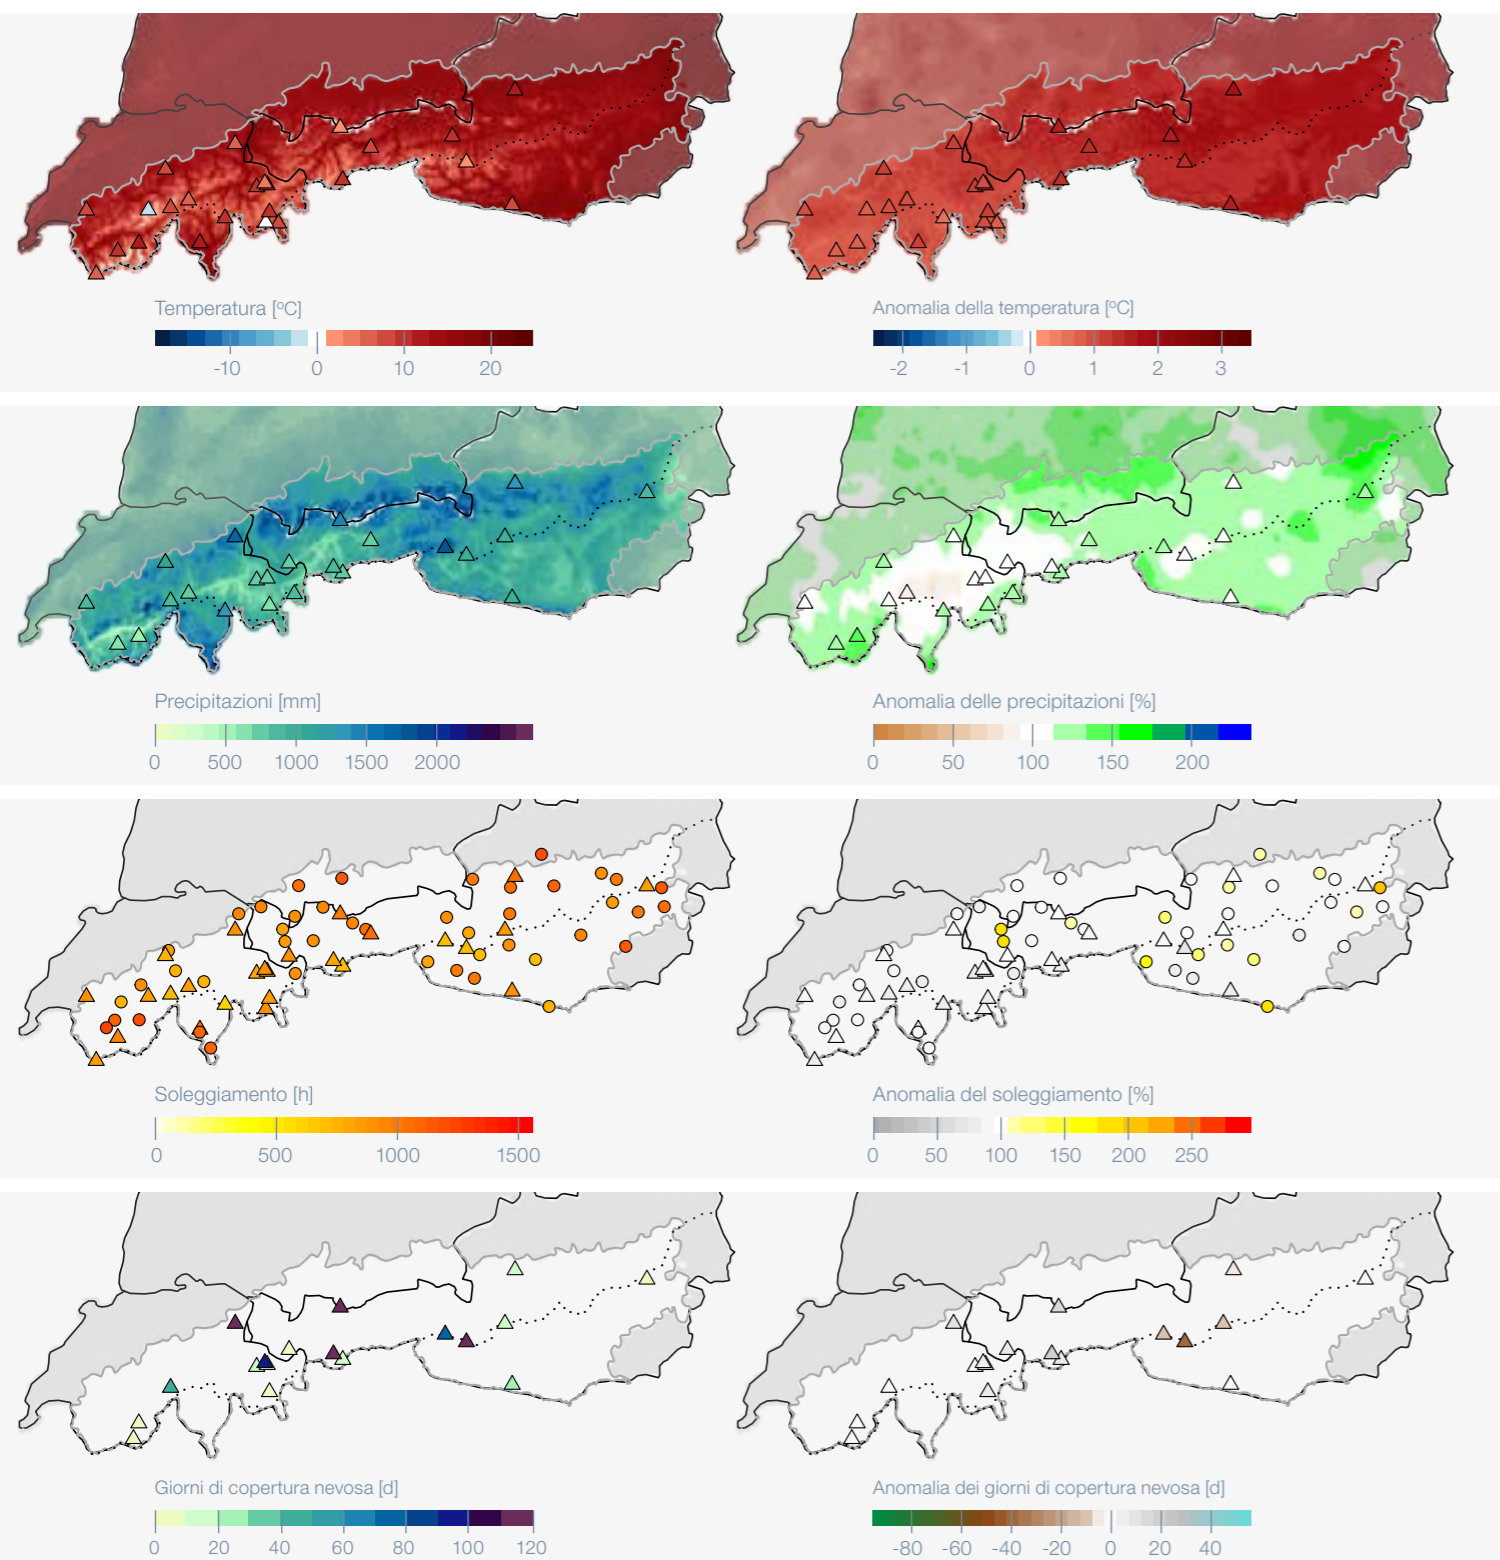 Temperatura [°C]
-10 0 10 20
Anomalia della temperatura [°C]
-2 -1 0 1 2 3
Precipitazioni [mm]
0 500 1000 1500 2000
Anomalia delle precipitazioni [%]
0 50 100 150 200
Soleggiamento [h]
0 500 1000 1500
Anomalia del soleggiamento [%]
0 50 100 150 200 250
Giorni di copertura nevosa [d]
0 20 40 60 80 100 120
Anomalia dei giorni di copertura nevosa [d]
-80 -60 -40 -20 0 20 40